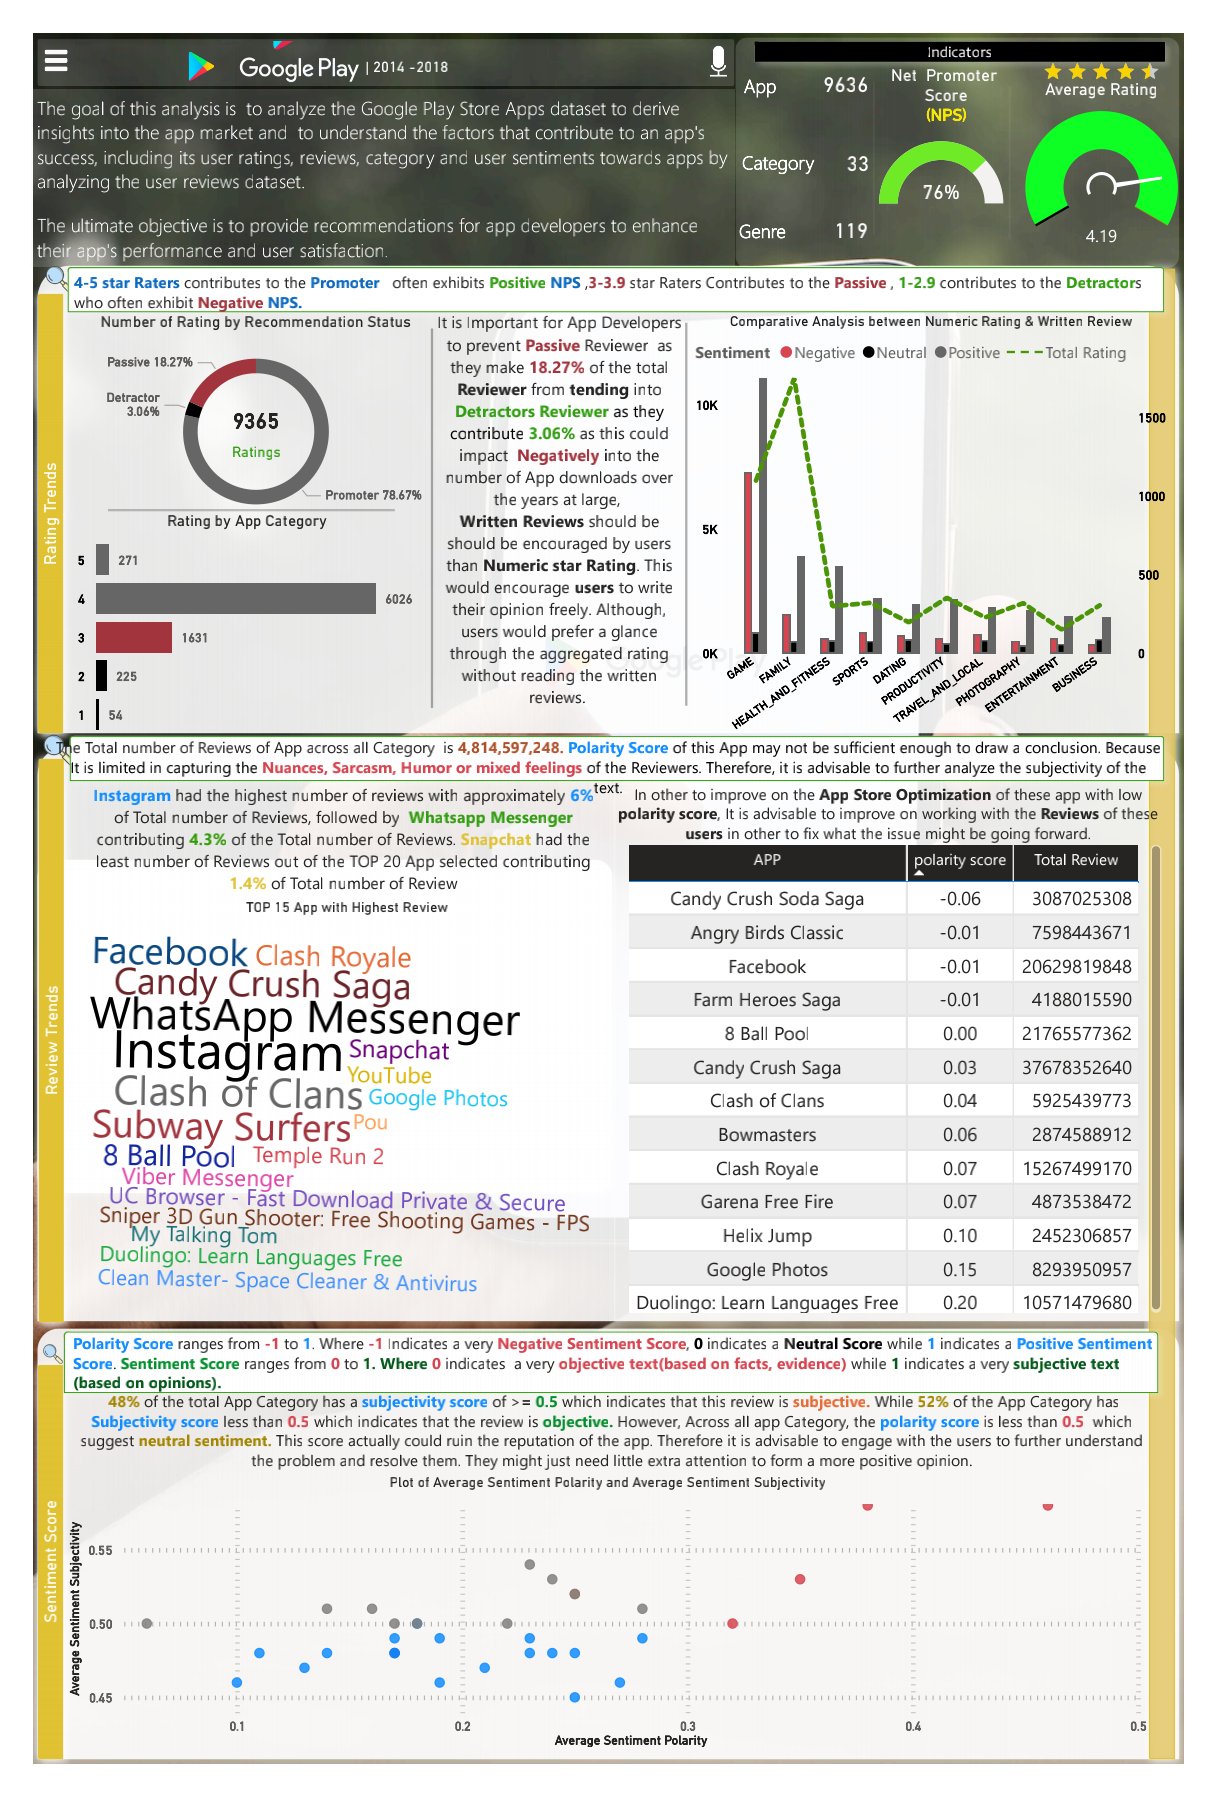 Google Play | 2014 -2018
The goal of this analysis is to analyze the Google Play Store Apps dataset to derive
insights into the app market and to understand the factors that contribute to an app's
success, including its user ratings, reviews, category and user sentiments towards apps by
analyzing the user reviews dataset.
The ultimate objective is to provide recommendations for app developers to enhance
their app's performance and user satisfaction.
Indicators
App 9636
Category 33
Genre 119
Net Promoter
Score
(NPS)
76%
Average Rating
4.19
4-5 star Raters contributes to the Promoter often exhibits Positive NPS ,3-3.9 star Raters Contributes to the Passive , 1-2.9 contributes to the Detractors
who often exhibit Negative NPS.
Rating Trends
Number of Rating by Recommendation Status
Passive 18.27%
Detractor
3.06%
9365
Ratings
Promoter 78.67%
Rating by App Category
5 271
4 6026
3 1631
2 225
1 54
It is Important for App Developers
to prevent Passive Reviewer as
they make 18.27% of the total
Reviewer from tending into
Detractors Reviewer as they
contribute 3.06% as this could
impact Negatively into the
number of App downloads over
the years at large,
Written Reviews should be
should be encouraged by users
than Numeric star Rating. This
would encourage users to write
their opinion freely. Although,
users would prefer a glance
through the aggregated rating
without reading the written
reviews.
Comparative Analysis between Numeric Rating & Written Review
Sentiment Negative Neutral Positive Total Rating
10K
5K
0K
1500
1000
500
0
GAME
FAMILY
HEALTH_AND_FITNESS
SPORTS
DATING
PRODUCTIVITY
TRAVEL_AND_LOCAL
PHOTOGRAPHY
ENTERTAINMENT
BUSINESS
Google Play
The Total number of Reviews of App across all Category is 4,814,597,248. Polarity Score of this App may not be sufficient enough to draw a conclusion. Because
It is limited in capturing the Nuances, Sarcasm, Humor or mixed feelings of the Reviewers. Therefore, it is advisable to further analyze the subjectivity of the
text.
Review Trends
Instagram had the highest number of reviews with approximately 6%
of Total number of Reviews, followed by Whatsapp Messenger
contributing 4.3% of the Total number of Reviews. Snapchat had the
least number of Reviews out of the TOP 20 App selected contributing
1.4% of Total number of Review
TOP 15 App with Highest Review
Facebook Clash Royale
Candy Crush Saga
WhatsApp Messenger
Instagram Snapchat
YouTube
Clash of Clans Google Photos
Subway Surfers Pou
8 Ball Pool Temple Run 2
Viber Messenger
UC Browser - Fast Download Private & Secure
Sniper 3D Gun Shooter: Free Shooting Games - FPS
My Talking Tom
Duolingo: Learn Languages Free
Clean Master- Space Cleaner & Antivirus
In other to improve on the App Store Optimization of these app with low
polarity score, It is advisable to improve on working with the Reviews of these
users in other to fix what the issue might be going forward.
APP polarity score Total Review
Candy Crush Soda Saga -0.06 3087025308
Angry Birds Classic -0.01 7598443671
Facebook -0.01 20629819848
Farm Heroes Saga -0.01 4188015590
8 Ball Pool 0.00 21765577362
Candy Crush Saga 0.03 37678352640
Clash of Clans 0.04 5925439773
Bowmasters 0.06 2874588912
Clash Royale 0.07 15267499170
Garena Free Fire 0.07 4873538472
Helix Jump 0.10 2452306857
Google Photos 0.15 8293950957
Duolingo: Learn Languages Free 0.20 10571479680
Polarity Score ranges from -1 to 1. Where -1 Indicates a very Negative Sentiment Score, 0 indicates a Neutral Score while 1 indicates a Positive Sentiment
Score. Sentiment Score ranges from 0 to 1. Where 0 indicates a very objective text(based on facts, evidence) while 1 indicates a very subjective text
(based on opinions).
Sentiment Score
48% of the total App Category has a subjectivity score of >= 0.5 which indicates that this review is subjective. While 52% of the App Category has
Subjectivity score less than 0.5 which indicates that the review is objective. However, Across all app Category, the polarity score is less than 0.5 which
suggest neutral sentiment. This score actually could ruin the reputation of the app. Therefore it is advisable to engage with the users to further understand
the problem and resolve them. They might just need little extra attention to form a more positive opinion.
Plot of Average Sentiment Polarity and Average Sentiment Subjectivity
Average Sentiment Subjectivity
0.55
0.50
0.45
0.1 0.2 0.3 0.4 0.5
Average Sentiment Polarity